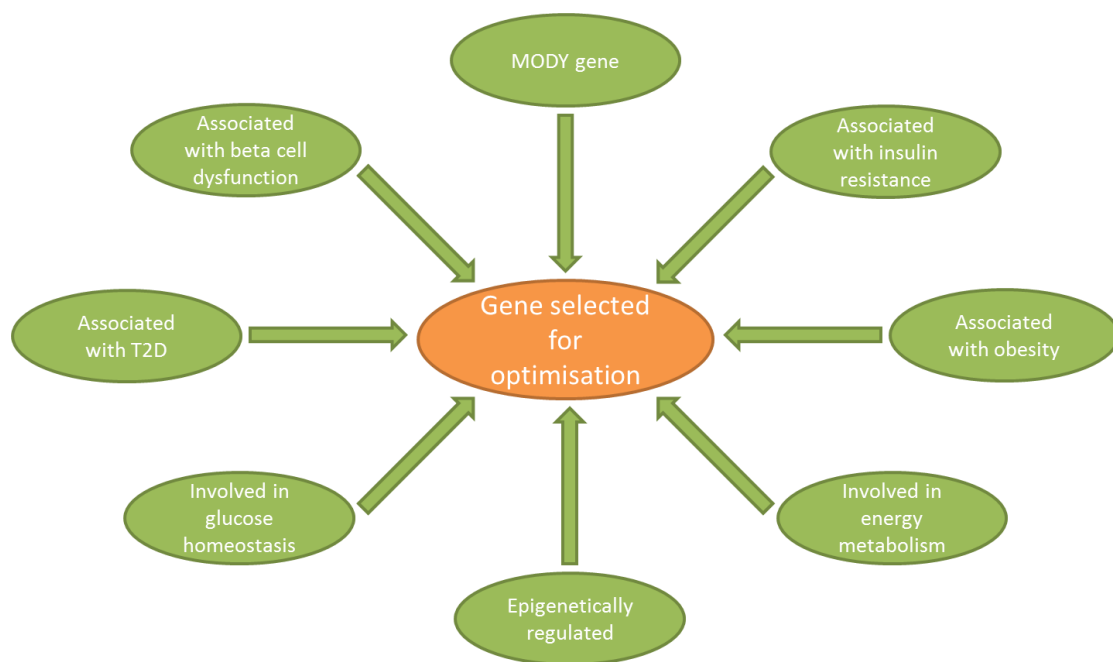 MODY gene
Associated
with beta cell
dysfunction
Associated
with insulin
resistance
Gene selected
for
optimisation
Associated
with T2D
Associated
with obesity
Involved in
glucose
homeostasis
Involved in
energy
metabolism
Epigenetically
regulated